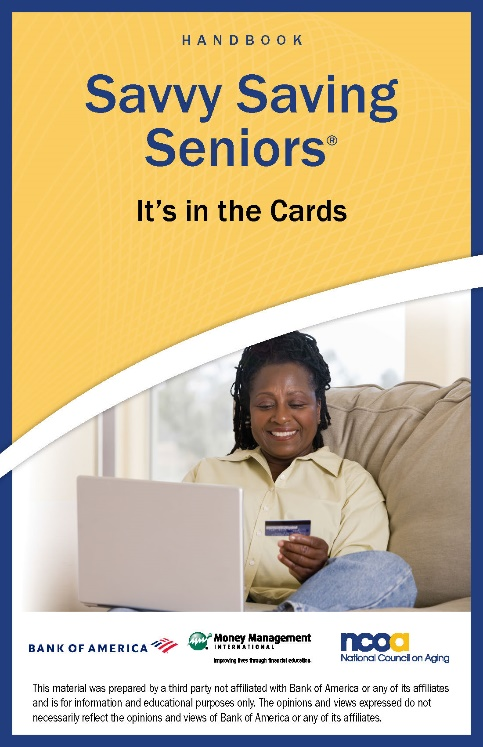 HANDBOOK
Savvy Saving
Seniors®
It's in the Cards
BANK OF AMERICA
Money Management
INTERNATIONAL
Improving lives through financial education.
ncoa
National Council on Aging
This material was prepared by a third party not affiliated with Bank of America or any of its affiliates
and is for information and educational purposes only. The opinions and views expressed do not
necessarily reflect the opinions and views of Bank of America or any of its affiliates.